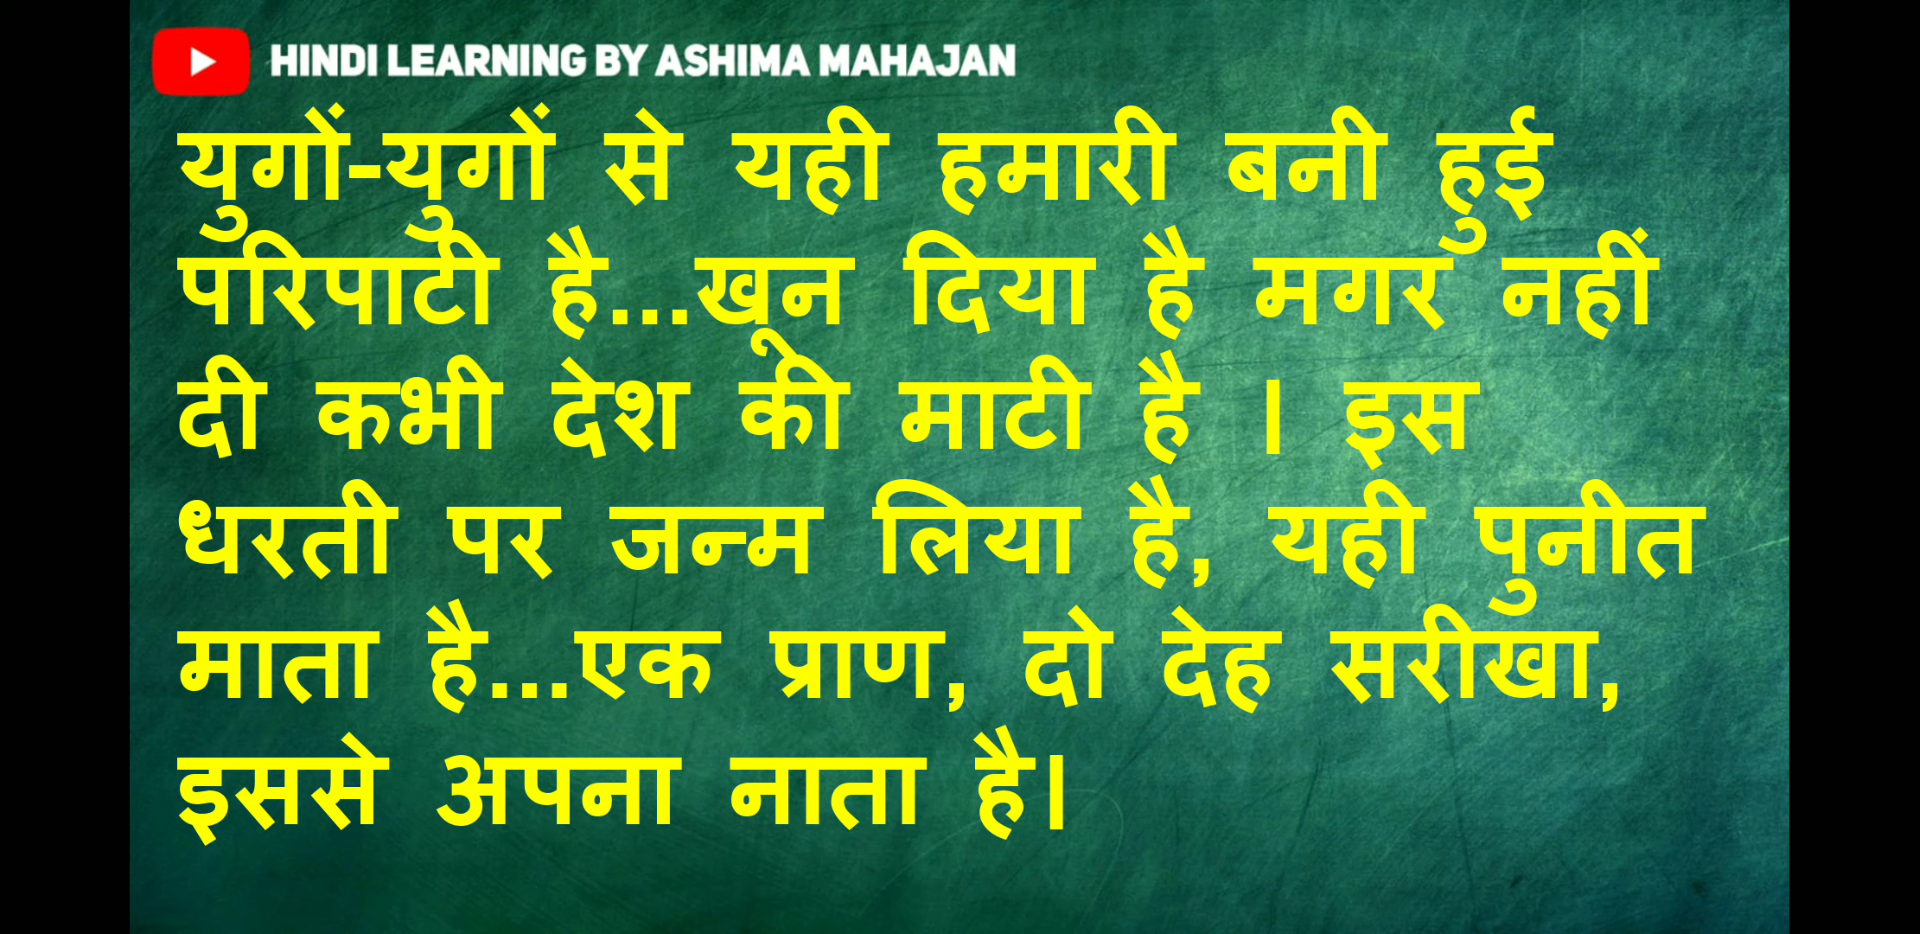 HINDI LEARNING BY ASHIMA MAHAJAN
युगों-युगों से यही हमारी बनी हुई
परिपाटी है...खून दिया है मगर नहीं
दी कभी देश की माटी है । इस
धरती पर जन्म लिया है, यही पुनीत
माता है...एक प्राण, दो देह सरीखा,
इससे अपना नाता है।